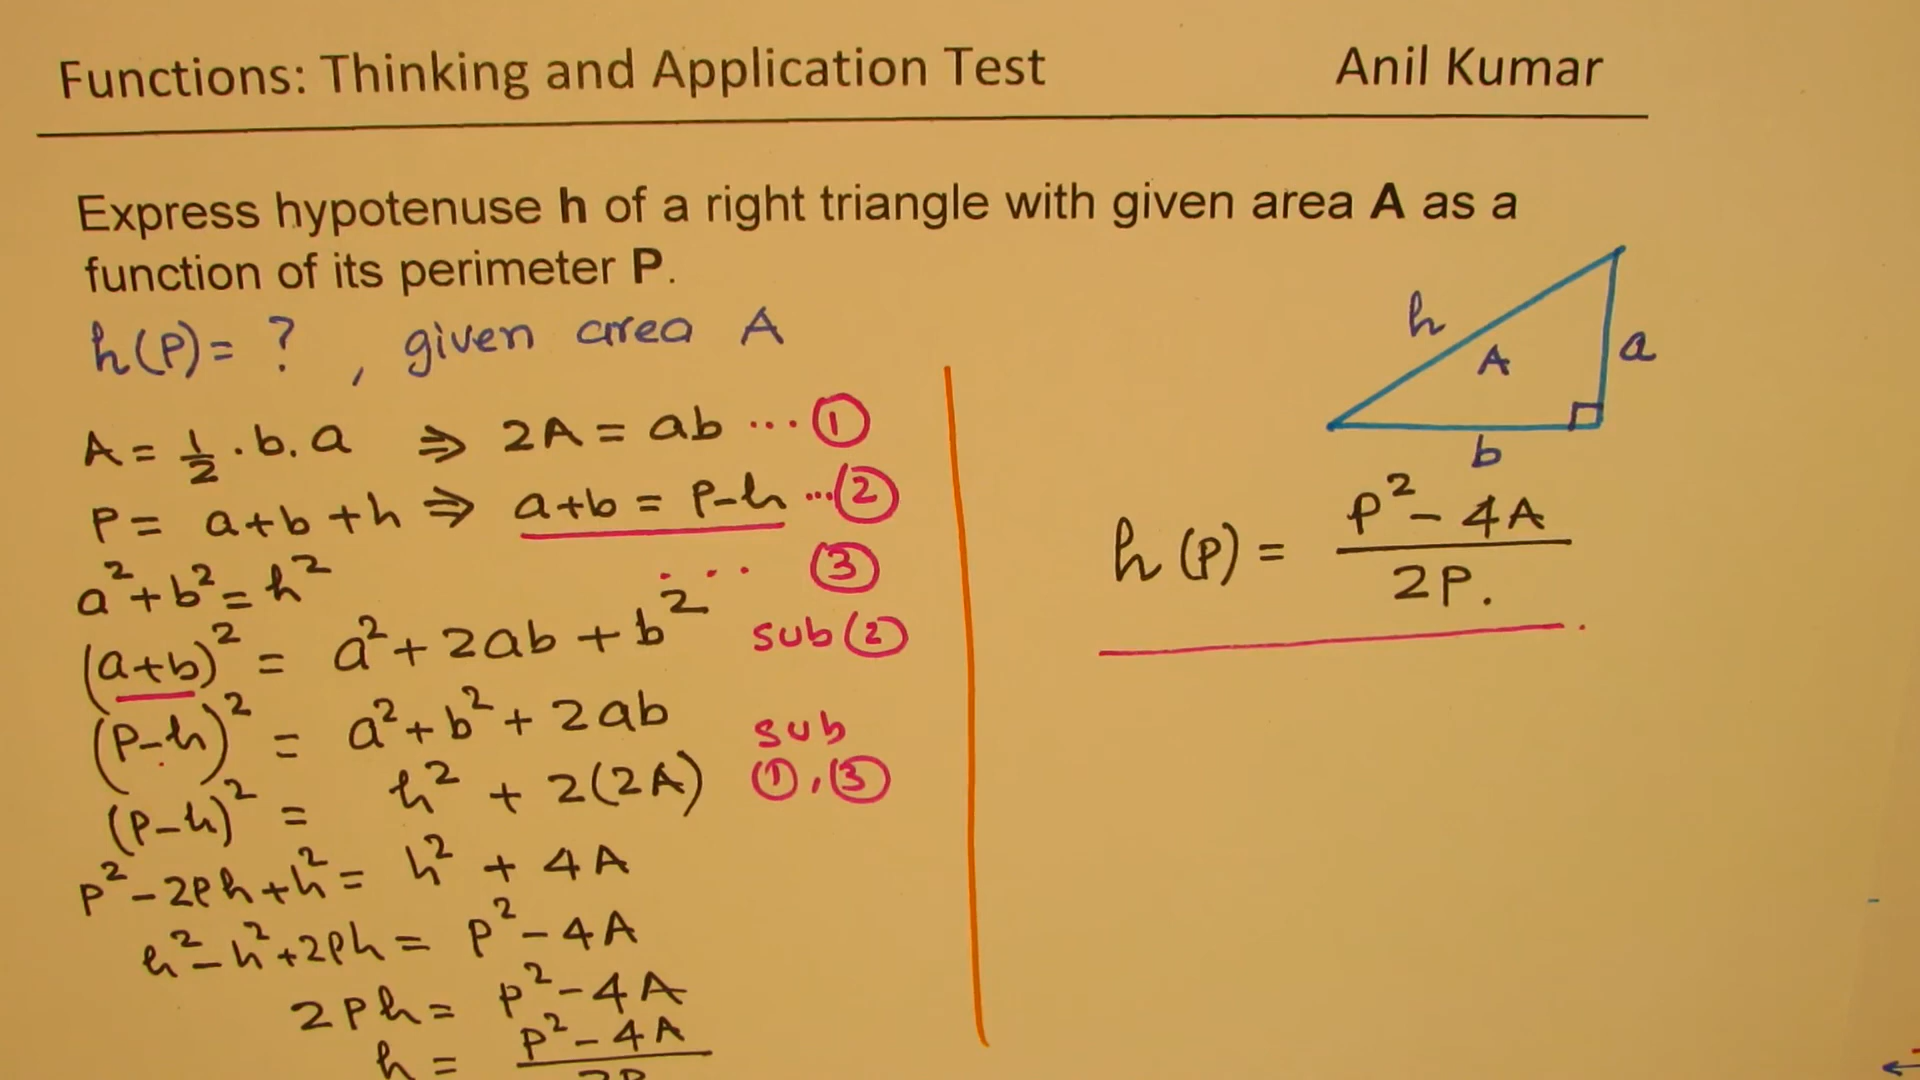 Functions: Thinking and Application Test Anil Kumar
Express hypotenuse h of a right triangle with given area A as a
function of its perimeter P.
h(P) = ? , given area A
A = 1/2 · b. a ⇒ 2A = ab ... ①
P = a+b+h ⇒ a+b = P-h ... ②
a²+b² = h² ... ③
(a+b)² = a² + 2ab + b² sub ②
(P-h)² = a² + b² + 2ab sub
(P-h)² = h² + 2(2A) ①, ③
P² - 2Ph + h² = h² + 4A
h² - h² + 2Ph = P² - 4A
2Ph = P² - 4A
h = P² - 4A / 2P
h
A
a
b
h(P) = P² - 4A / 2P.